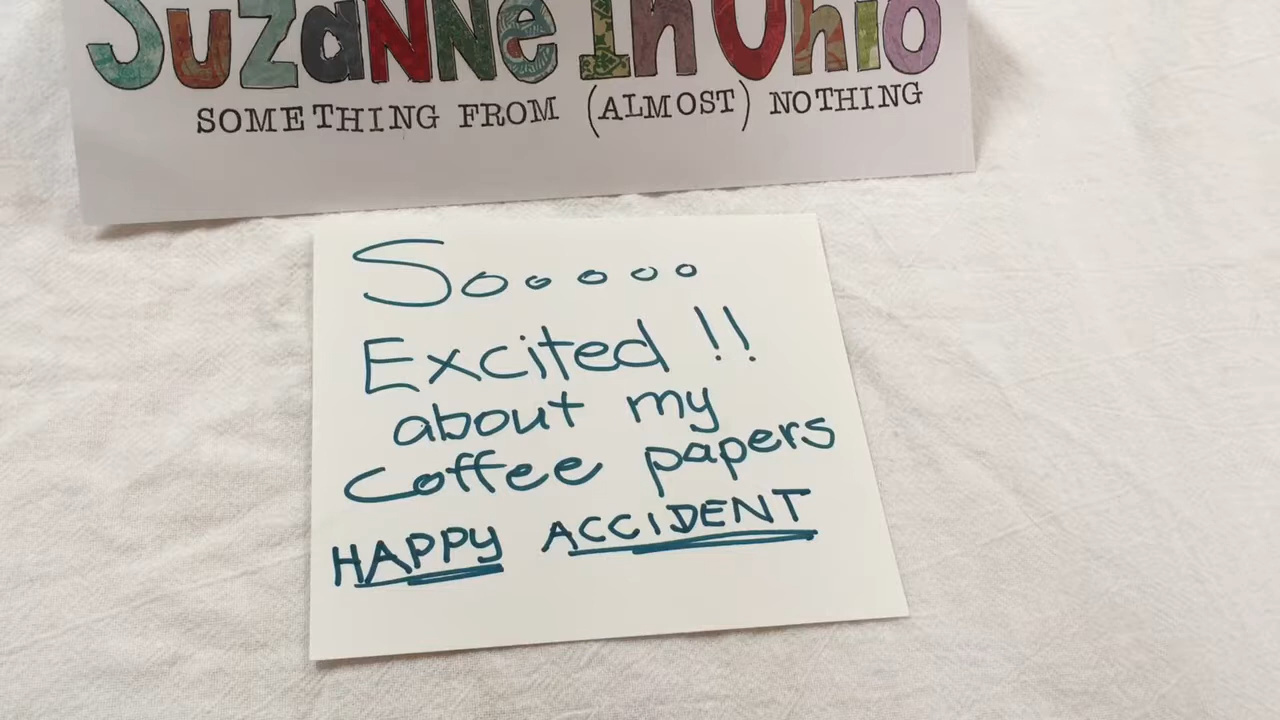 Suzanne In Ohio
SOMETHING FROM (ALMOST) NOTHING
Sooooo
Excited!!
about my
Coffee papers
HAPPY ACCIDENT